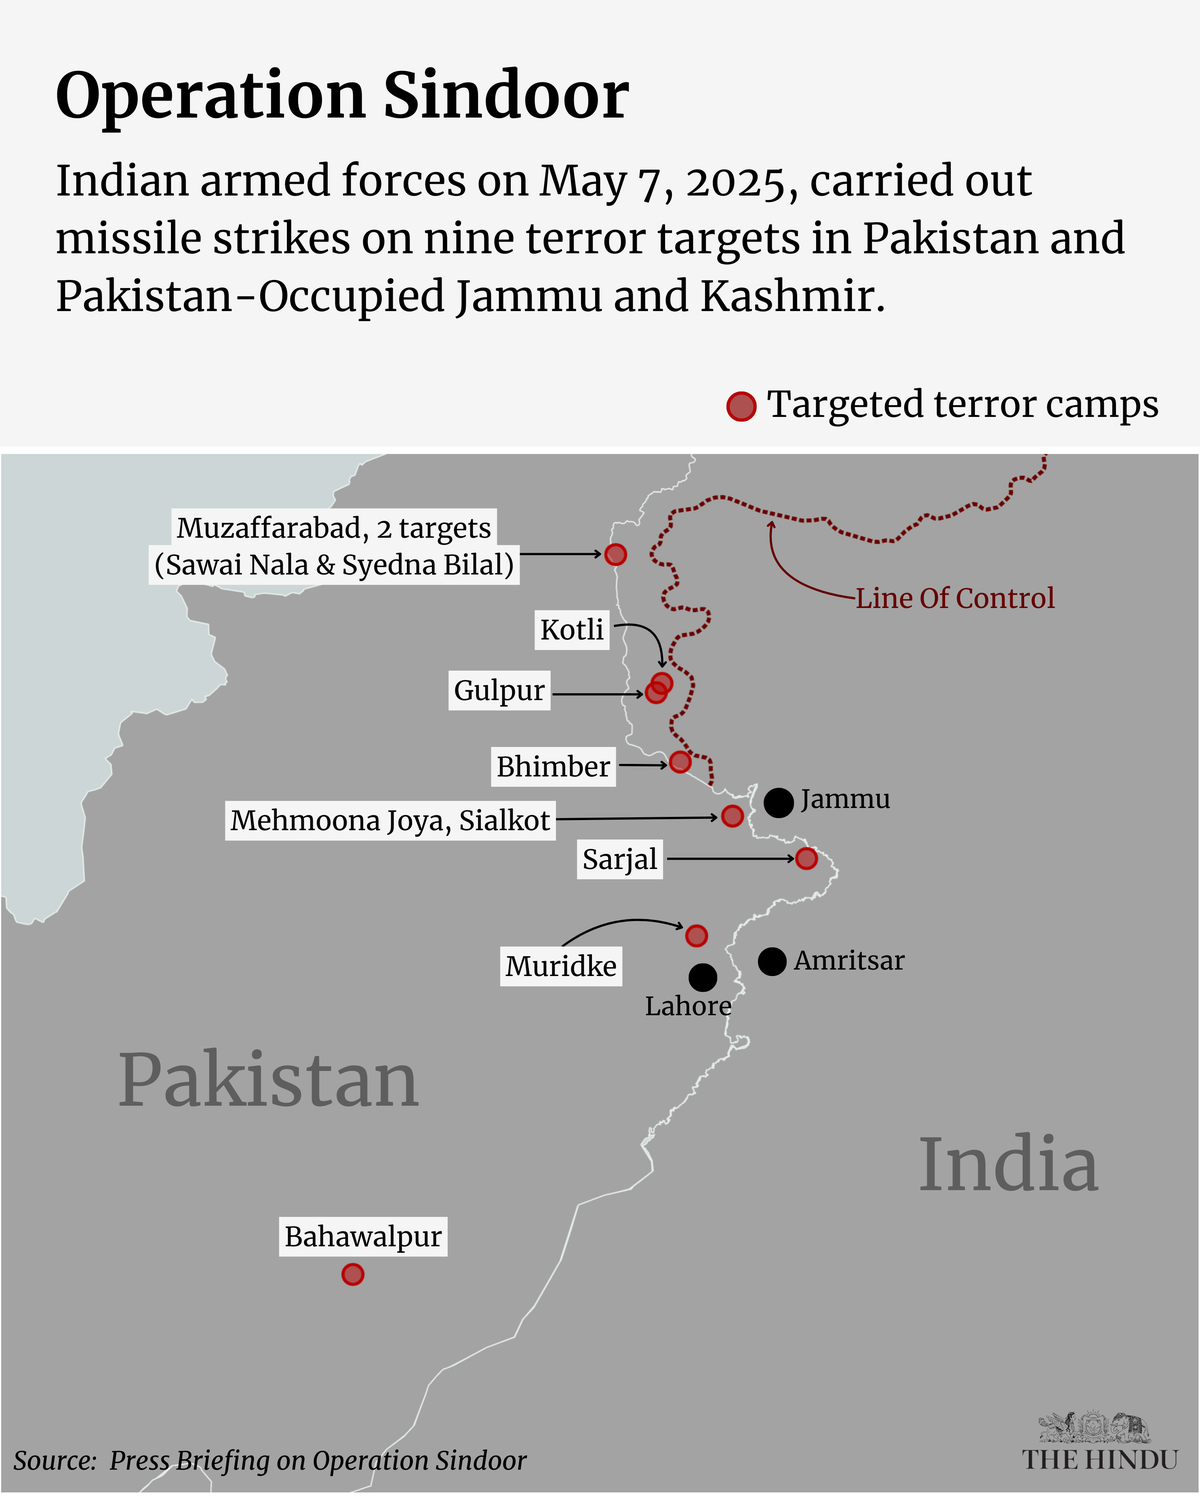 Operation Sindoor
Indian armed forces on May 7, 2025, carried out
missile strikes on nine terror targets in Pakistan and
Pakistan-Occupied Jammu and Kashmir.
Targeted terror camps
Muzaffarabad, 2 targets
(Sawai Nala & Syedna Bilal)
Line Of Control
Kotli
Gulpur
Bhimber
Jammu
Mehmoona Joya, Sialkot
Sarjal
Muridke
Amritsar
Lahore
Pakistan
India
Bahawalpur
Source: Press Briefing on Operation Sindoor
THE HINDU